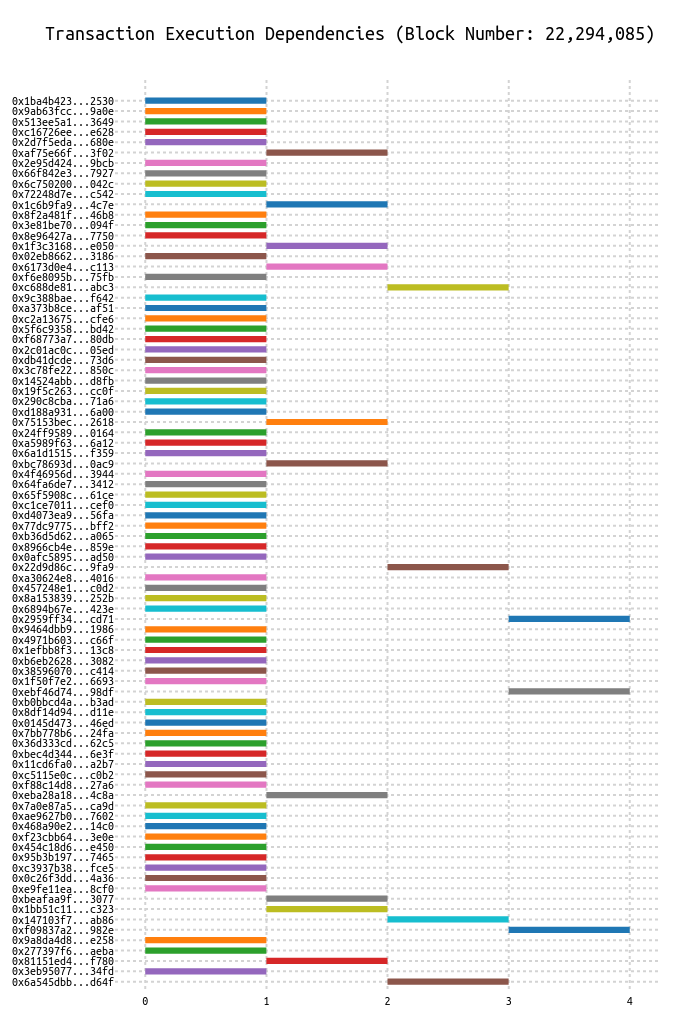 Transaction Execution Dependencies (Block Number: 22,294,085)
0x1ba4b423...2530
0x9ab63fcc...9a0e
0x513ee5a1...3649
0xc16726ee...e628
0x2d7f5eda...680e
0xaf75e66f...3f02
0x2e95d424...9bcb
0x66f842e3...7927
0x6c750200...042c
0x72248d7e...c542
0x1c6b9fa9...4c7e
0x8f2a481f...46b8
0x3e81be70...094f
0x8e96427a...7750
0x1f3c3168...e050
0x02eb8662...3186
0x6173d0e4...c113
0xf6e8095b...75fb
0xc688de81...abc3
0x9c388bae...f642
0xa373b8ce...af51
0xc2a13675...cfe6
0x5f6c9358...bd42
0xf68773a7...80db
0x2c01ac0c...05ed
0xdb41dcde...73d6
0x3c78fe22...850c
0x14524abb...d8fb
0x19f5c263...cc0f
0x290c8cba...71a6
0xd188a931...6a00
0x75153bec...2618
0x24ff9589...0164
0xa5989f63...6a12
0x6a1d1515...f359
0xbc78693d...0ac9
0x4f46956d...3944
0x64fa6de7...3412
0x65f5908c...61ce
0xc1ce7011...cef0
0xd4073ea9...56fa
0x77dc9775...bff2
0xb36d5d62...a065
0x8966cb4e...859e
0x0afc5895...ad50
0x22d9d86c...9fa9
0xa30624e8...4016
0x457248e1...c0d2
0x8a153839...252b
0x6894b67e...423e
0x2959ff34...cd71
0x9464dbb9...1986
0x4971b603...c66f
0x1efbb8f3...13c8
0xb6eb2628...3082
0x38596070...c414
0x1f50f7e2...6693
0xebf46d74...98df
0xb0bbcd4a...b3ad
0x8df14d94...d11e
0x0145d473...46ed
0x7bb778b6...24fa
0x36d333cd...62c5
0xbec4d344...6e3f
0x11cd6fa0...a2b7
0xc5115e0c...c0b2
0xf88c14d8...27a6
0xeba28a18...4c8a
0x7a0e87a5...ca9d
0xae9627b0...7602
0x468a90e2...14c0
0xf23cbb64...3e0e
0x454c18d6...e450
0x95b3b197...7465
0xc3937b38...fce5
0x0c26f3dd...4a36
0xe9fe11ea...8cf0
0xbeafaa9f...3077
0x1bb51c11...c323
0x147103f7...ab86
0xf09837a2...982e
0x9a8da4d8...e258
0x277397f6...aeba
0x81151ed4...f780
0x3eb95077...34fd
0x6a545dbb...d64f
0 1 2 3 4